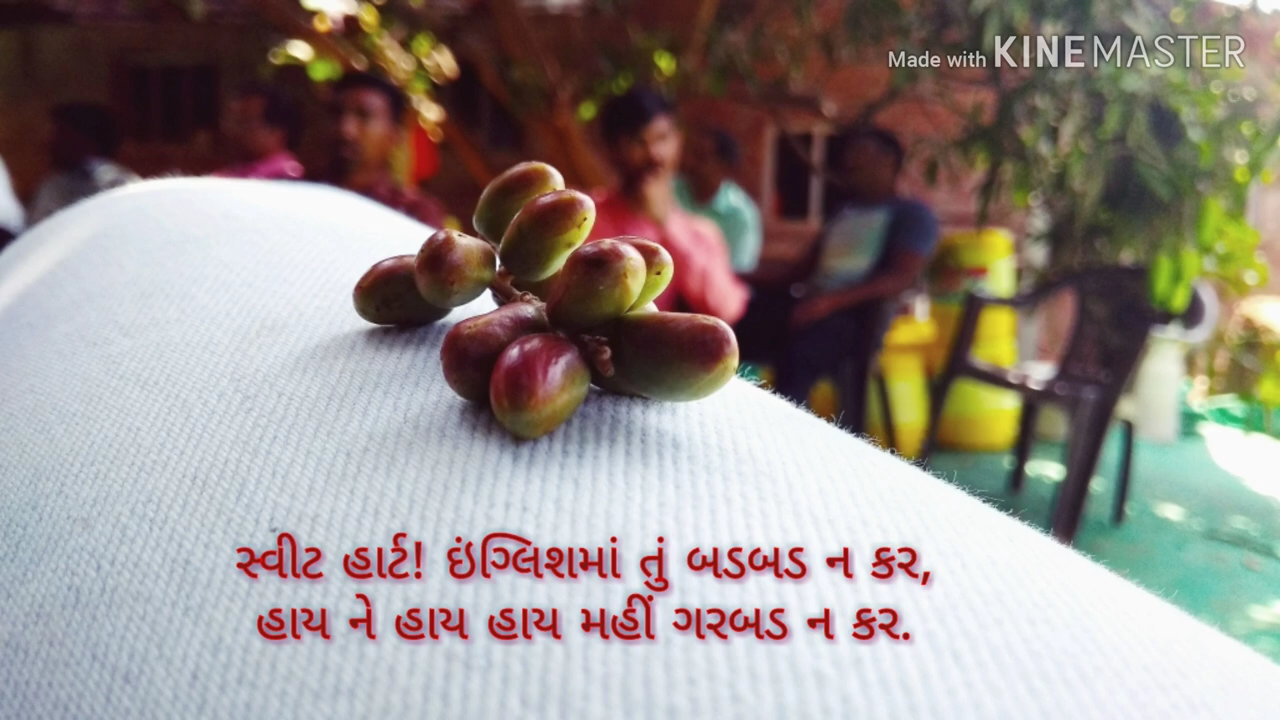 Made with KINEMASTER
સ્વીટ હાર્ટ! ઇંગ્લિશમાં તું બડબડ ન કર,
હાય ને હાય હાય મહીં ગરબડ ન કર.